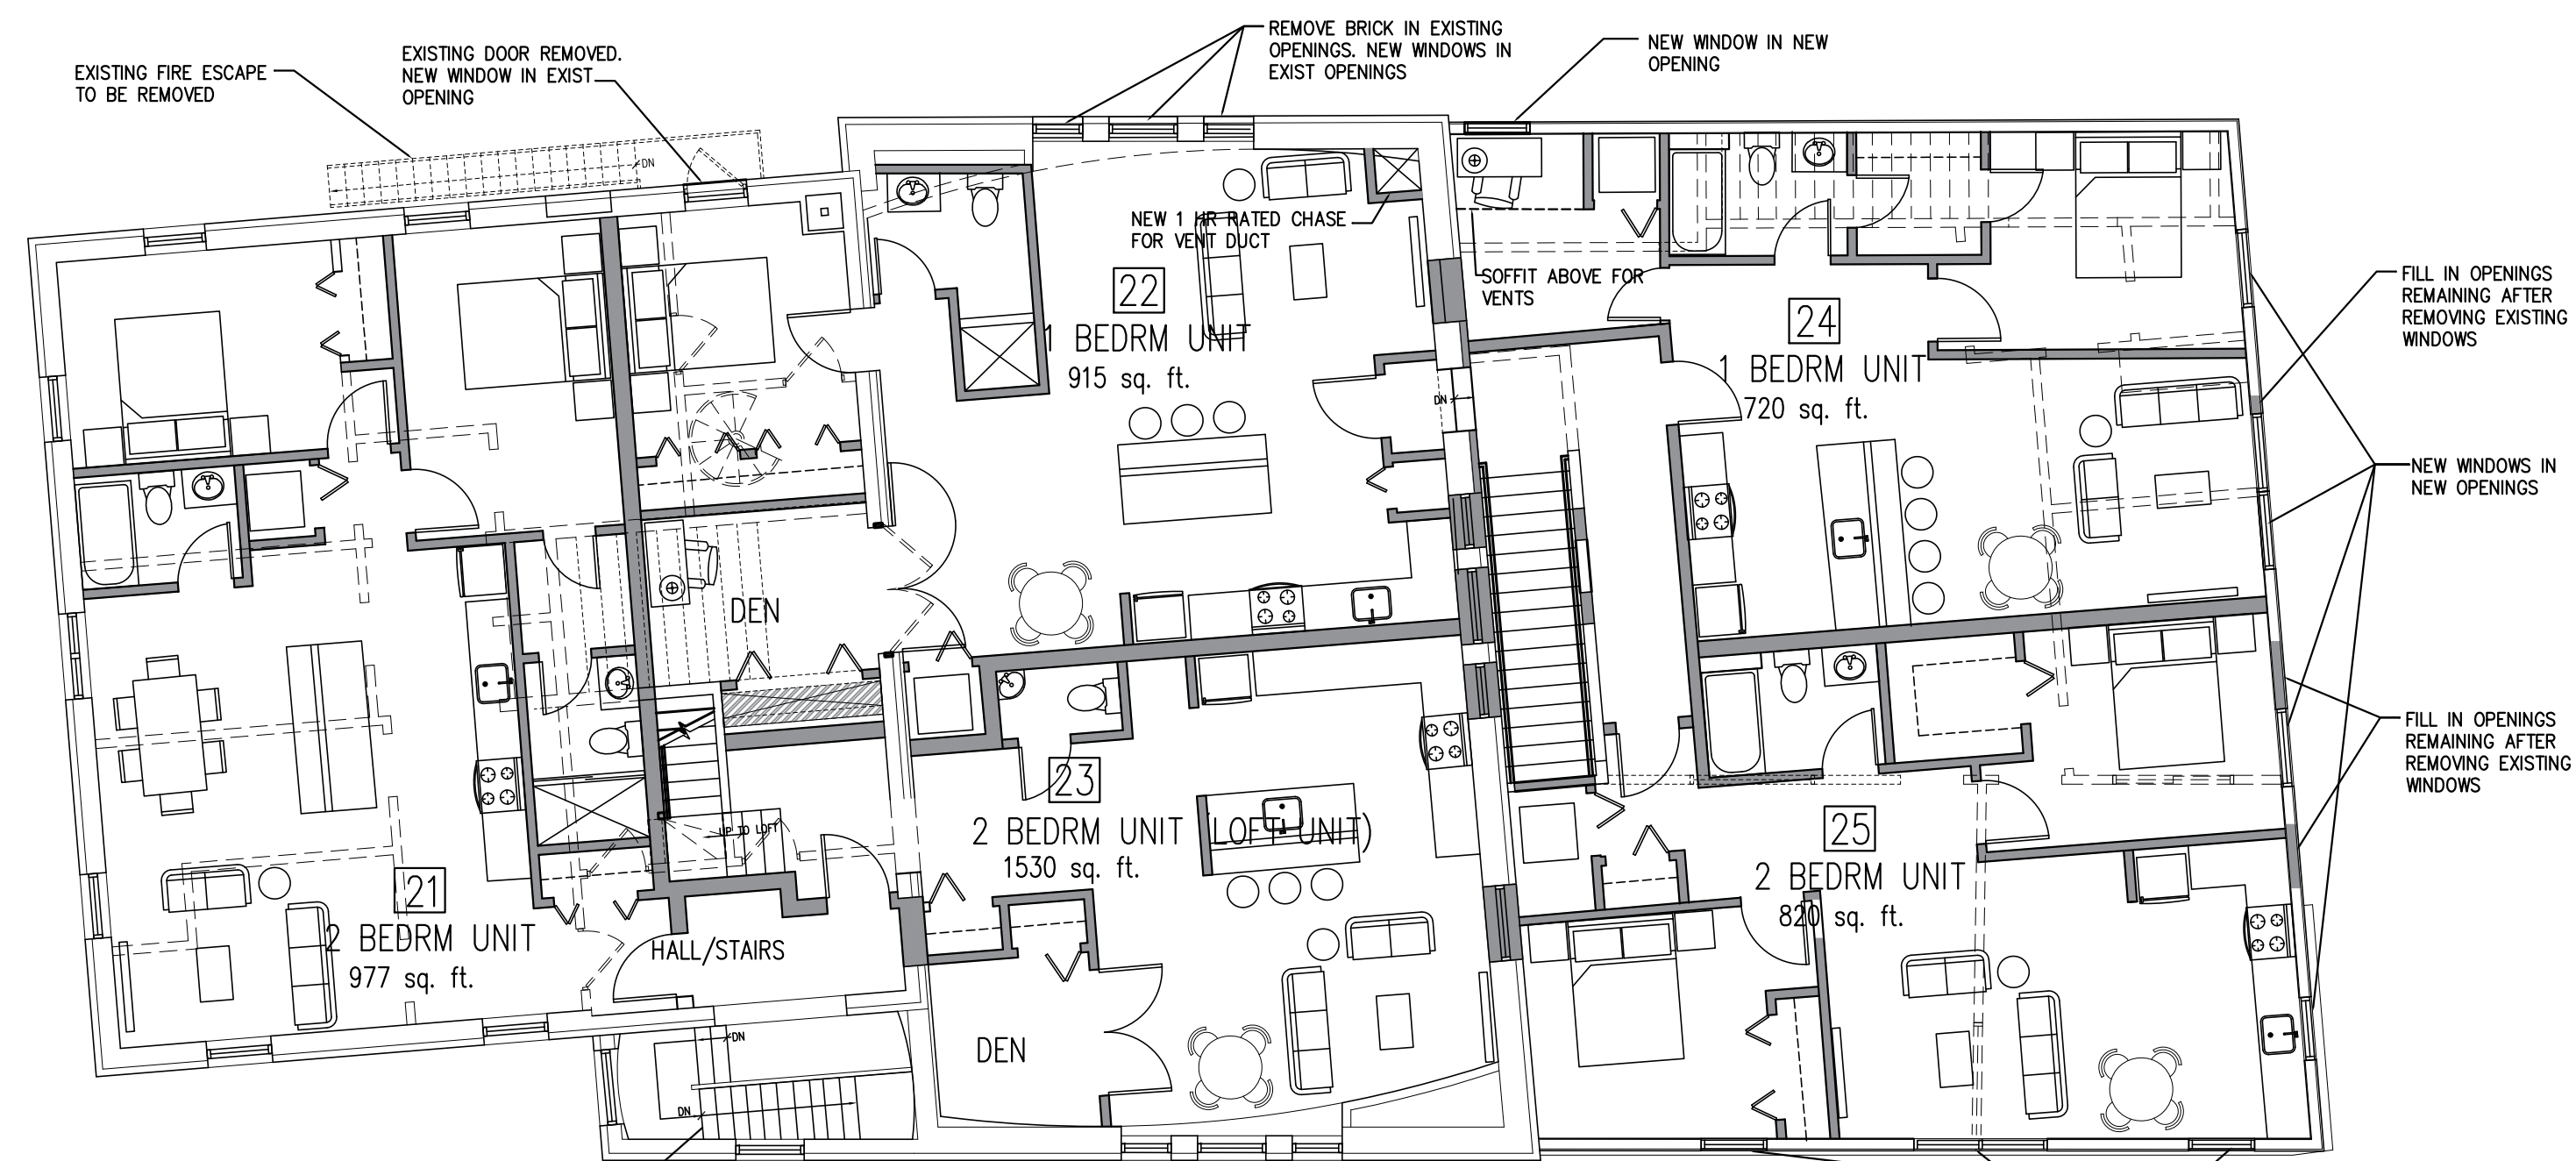 EXISTING FIRE ESCAPE
TO BE REMOVED
EXISTING DOOR REMOVED.
NEW WINDOW IN EXIST
OPENING
REMOVE BRICK IN EXISTING
OPENINGS. NEW WINDOWS IN
EXIST OPENINGS
NEW WINDOW IN NEW
OPENING
DN
NEW 1 HR RATED CHASE
FOR VENT DUCT
SOFFIT ABOVE FOR
VENTS
22
1 BEDRM UNIT
915 sq. ft.
DN
24
1 BEDRM UNIT
720 sq. ft.
FILL IN OPENINGS
REMAINING AFTER
REMOVING EXISTING
WINDOWS
NEW WINDOWS IN
NEW OPENINGS
DEN
FILL IN OPENINGS
REMAINING AFTER
REMOVING EXISTING
WINDOWS
UP TO LOFT
23
2 BEDRM UNIT (LOFT UNIT)
1530 sq. ft.
25
2 BEDRM UNIT
820 sq. ft.
21
2 BEDRM UNIT
977 sq. ft.
HALL/STAIRS
DN
DEN
DN